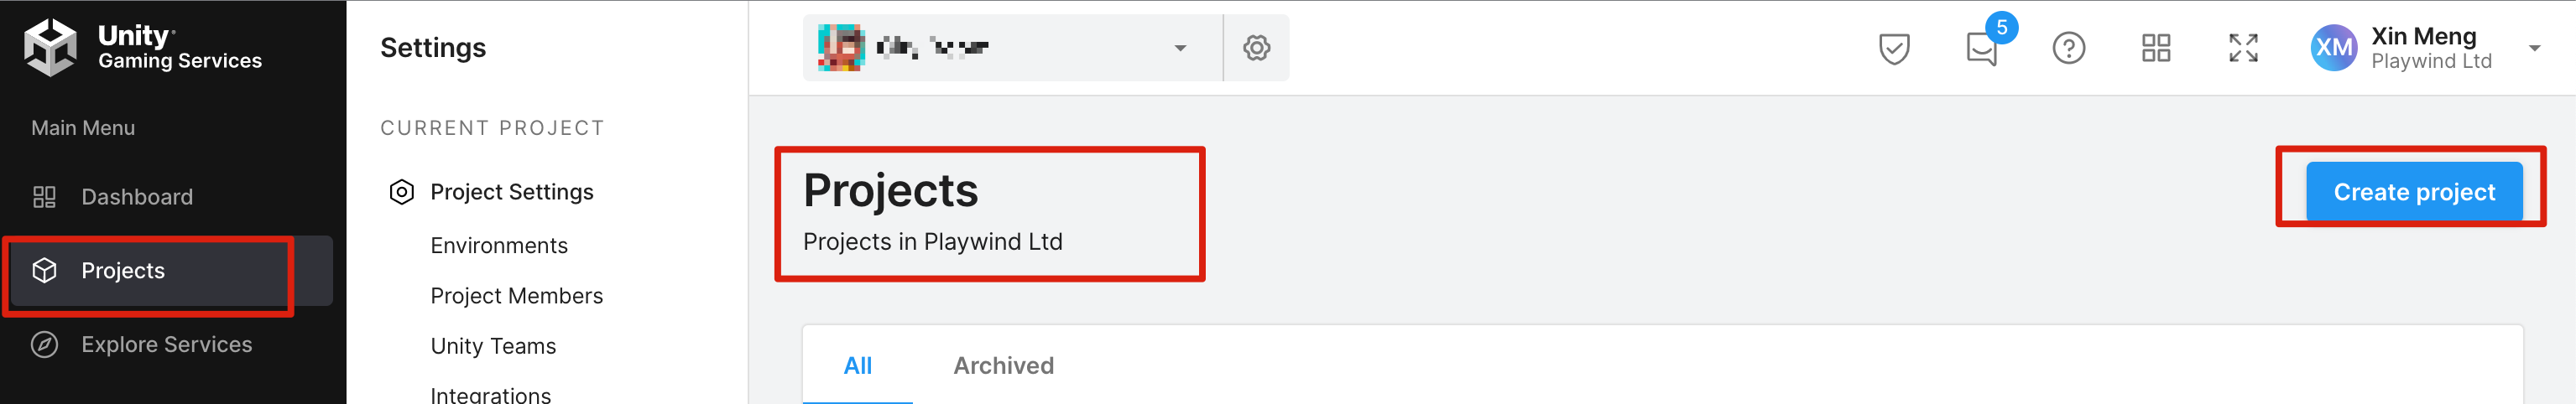 Unity
Gaming Services
Main Menu
Dashboard
Projects
Explore Services
Settings
CURRENT PROJECT
Project Settings
Environments
Project Members
Unity Teams
Integrations
5
XM
Xin Meng
Playwind Ltd
Projects
Projects in Playwind Ltd
Create project
All
Archived